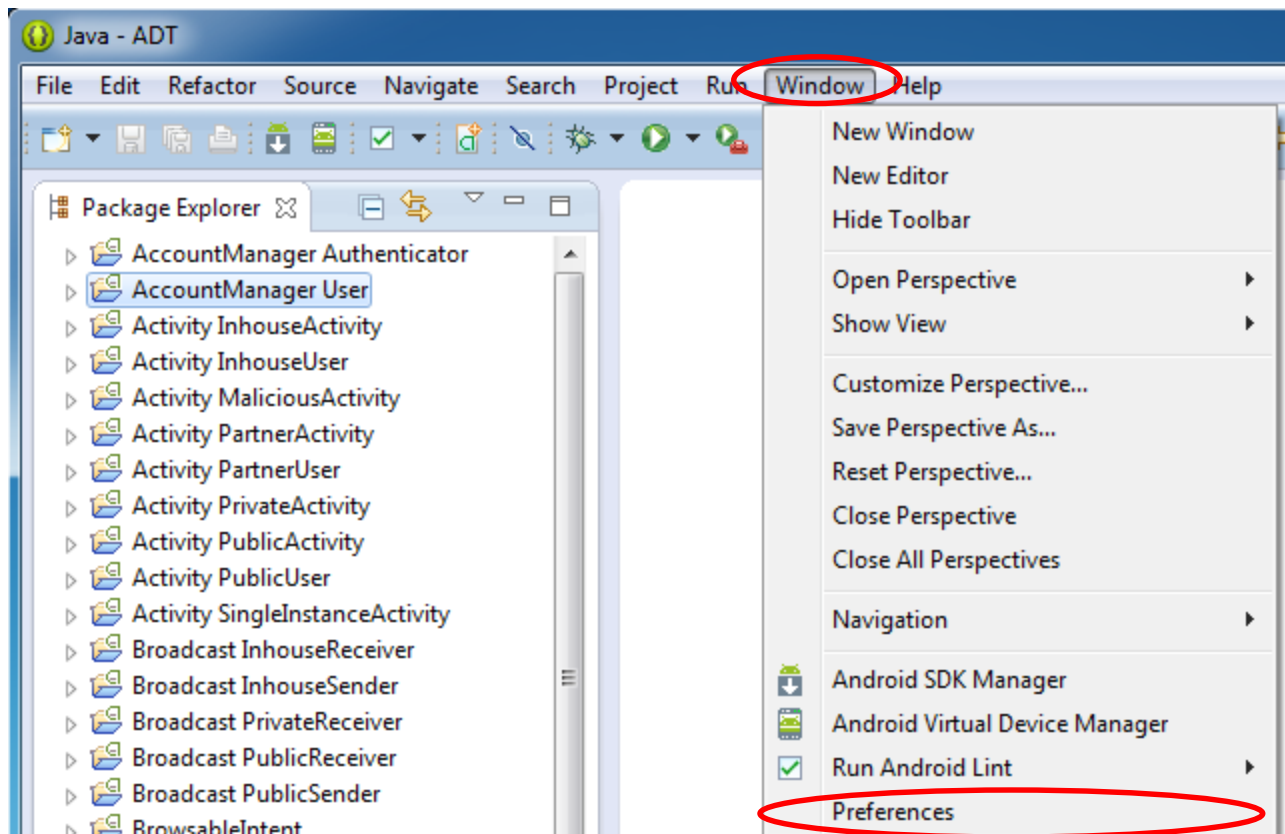 Java - ADT
File Edit Refactor Source Navigate Search Project Run Window Help
Package Explorer
AccountManager Authenticator
AccountManager User
Activity InhouseActivity
Activity InhouseUser
Activity MaliciousActivity
Activity PartnerActivity
Activity PartnerUser
Activity PrivateActivity
Activity PublicActivity
Activity PublicUser
Activity SingleInstanceActivity
Broadcast InhouseReceiver
Broadcast InhouseSender
Broadcast PrivateReceiver
Broadcast PublicReceiver
Broadcast PublicSender
BrowsableIntent
New Window
New Editor
Hide Toolbar
Open Perspective
Show View
Customize Perspective...
Save Perspective As...
Reset Perspective...
Close Perspective
Close All Perspectives
Navigation
Android SDK Manager
Android Virtual Device Manager
Run Android Lint
Preferences